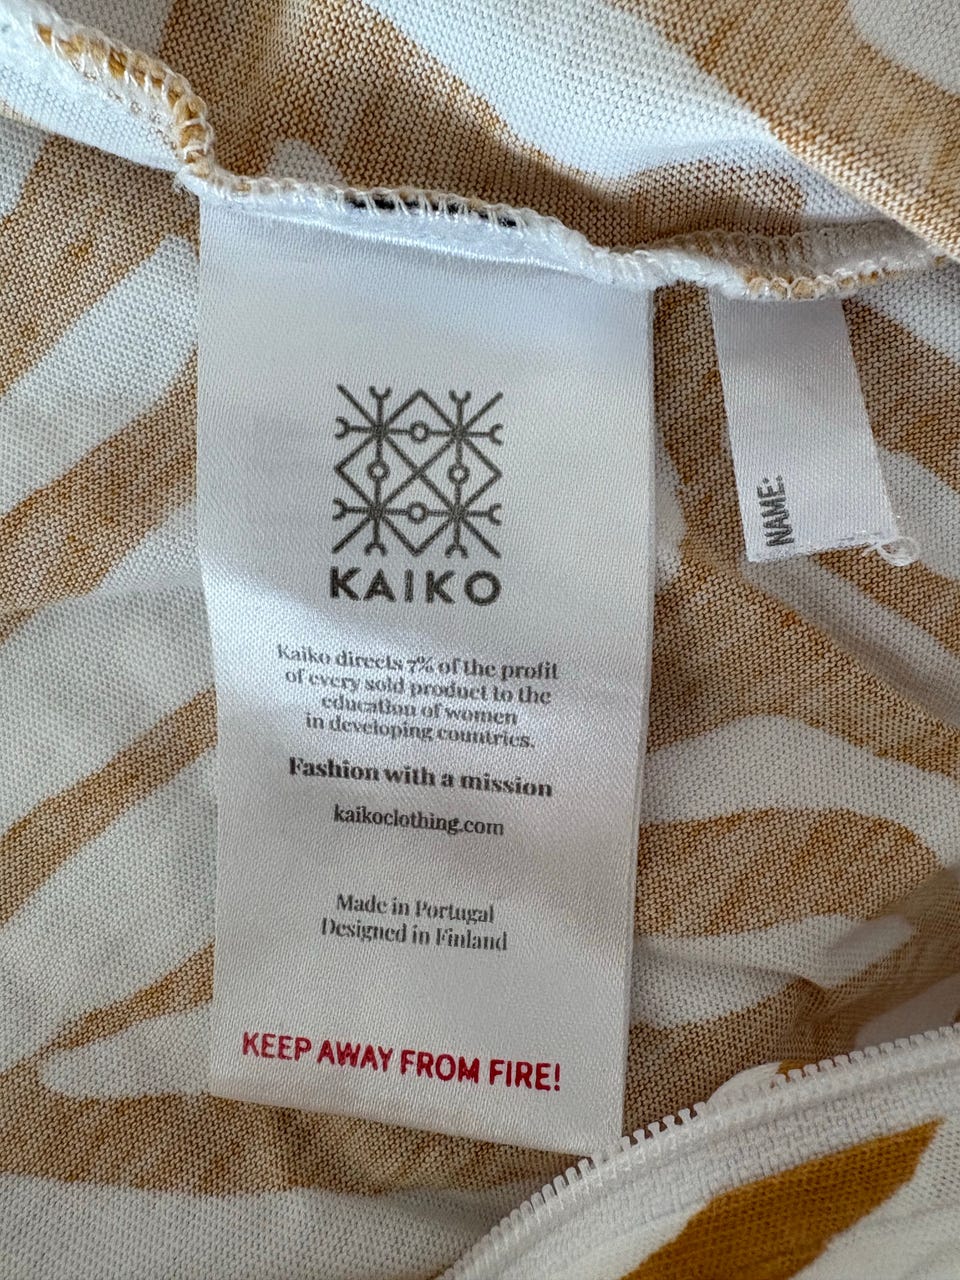 KAIKO
Kaiko directs 7% of the profit
of every sold product to the
education of women
in developing countries.
Fashion with a mission
kaikoclothing.com
Made in Portugal
Designed in Finland
KEEP AWAY FROM FIRE!
NAME: